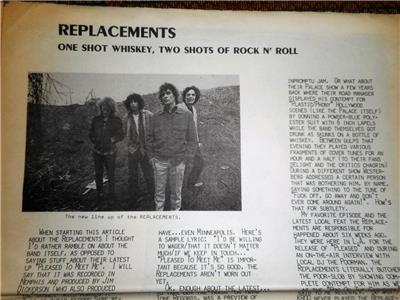 REPLACEMENTS
ONE SHOT WHISKEY, TWO SHOTS OF ROCK N' ROLL
The new line up of the REPLACEMENTS.
WHEN STARTING THIS ARTICLE
ABOUT THE REPLACEMENTS I THOUGHT
I'D RATHER RAMBLE ON ABOUT THE
BAND ITSELF, AS OPPOSED TO
SAYING STUFF ABOUT THEIR LATEST
LP "PLEASED TO MEET ME". I WILL
SAY THAT IT WAS RECORDED IN
MEMPHIS AND PRODUCED BY JIM
DICKERSON (WHO ALSO PRODUCED
HAVE...EVEN MINNEAPOLIS. HERE'S
A SAMPLE LYRIC: "I'D BE WILLING
TO WAGER/THAT IT DOESN'T MATTER
MUCH/IF WE KEEP IN TOUCH...
"PLEASED TO MEET ME" IS IMPOR-
TANT BECAUSE IT'S SO GOOD. THE
REPLACEMENTS AREN'T WORN OUT
YET.
OK, ENOUGH ABOUT THE LATEST...
TONE RECORDS, WAS A PREVIEW OF
INPROMPTU JAM. OR WHAT ABOUT
THEIR PALACE SHOW A FEW YEARS
BACK WHERE THEIR ROAD MANAGER
DISPLAYED HIS CONTEMPT FOR
"PLASTIC/PHONY" HOLLYWOOD
SCENES (LIKE THE PALACE ITSELF)
BY DONNING A POWDER-BLUE POLY-
ESTER SUIT WITH 6 INCH LAPELS
WHILE THE BAND THEMSELVES GOT
DRUNK AS SKUNKS ON A BOTTLE OF
WHISKEY. BETWEEN GULPS THAT
EVENING THEY PLAYED VARIOUS
FRAGMENTS OF COVER TUNES FOR AN
HOUR AND A HALF (TO THEIR FANS
DELIGHT AND THE CRITICS CHAGRIN)
DURING A DIFFERENT SHOW WESTER-
BERG ADDRESSED A CERTAIN PERSON
THAT WAS BOTHERING HIM, BY NAME,
SAYING SOMETHING TO THE TUNE OF
"FUCK OFF, GO AWAY AND DON'T
EVER COME AROUND AGAIN!". HOW'S
THAT FOR SUBTLETY.
MY FAVORITE EPISODE AND THE
LATEST LOCAL FEAT THE REPLACE-
MENTS ARE RESPONSIBLE FOR
HAPPENED ABOUT SIX WEEKS AGO.
THEY WERE HERE IN L.A. FOR THE
RELEASE OF "PLEASED" AND DURING
AN ON-THE-AIR INTERVIEW WITH
LOCAL DJ THE POORMAN, THE
REPLACEMENTS LITERALLY BUTCHER
THE POOR-SLOB BY SHOWING COM-
PLETE CONTEMPT FOR HIM AS W